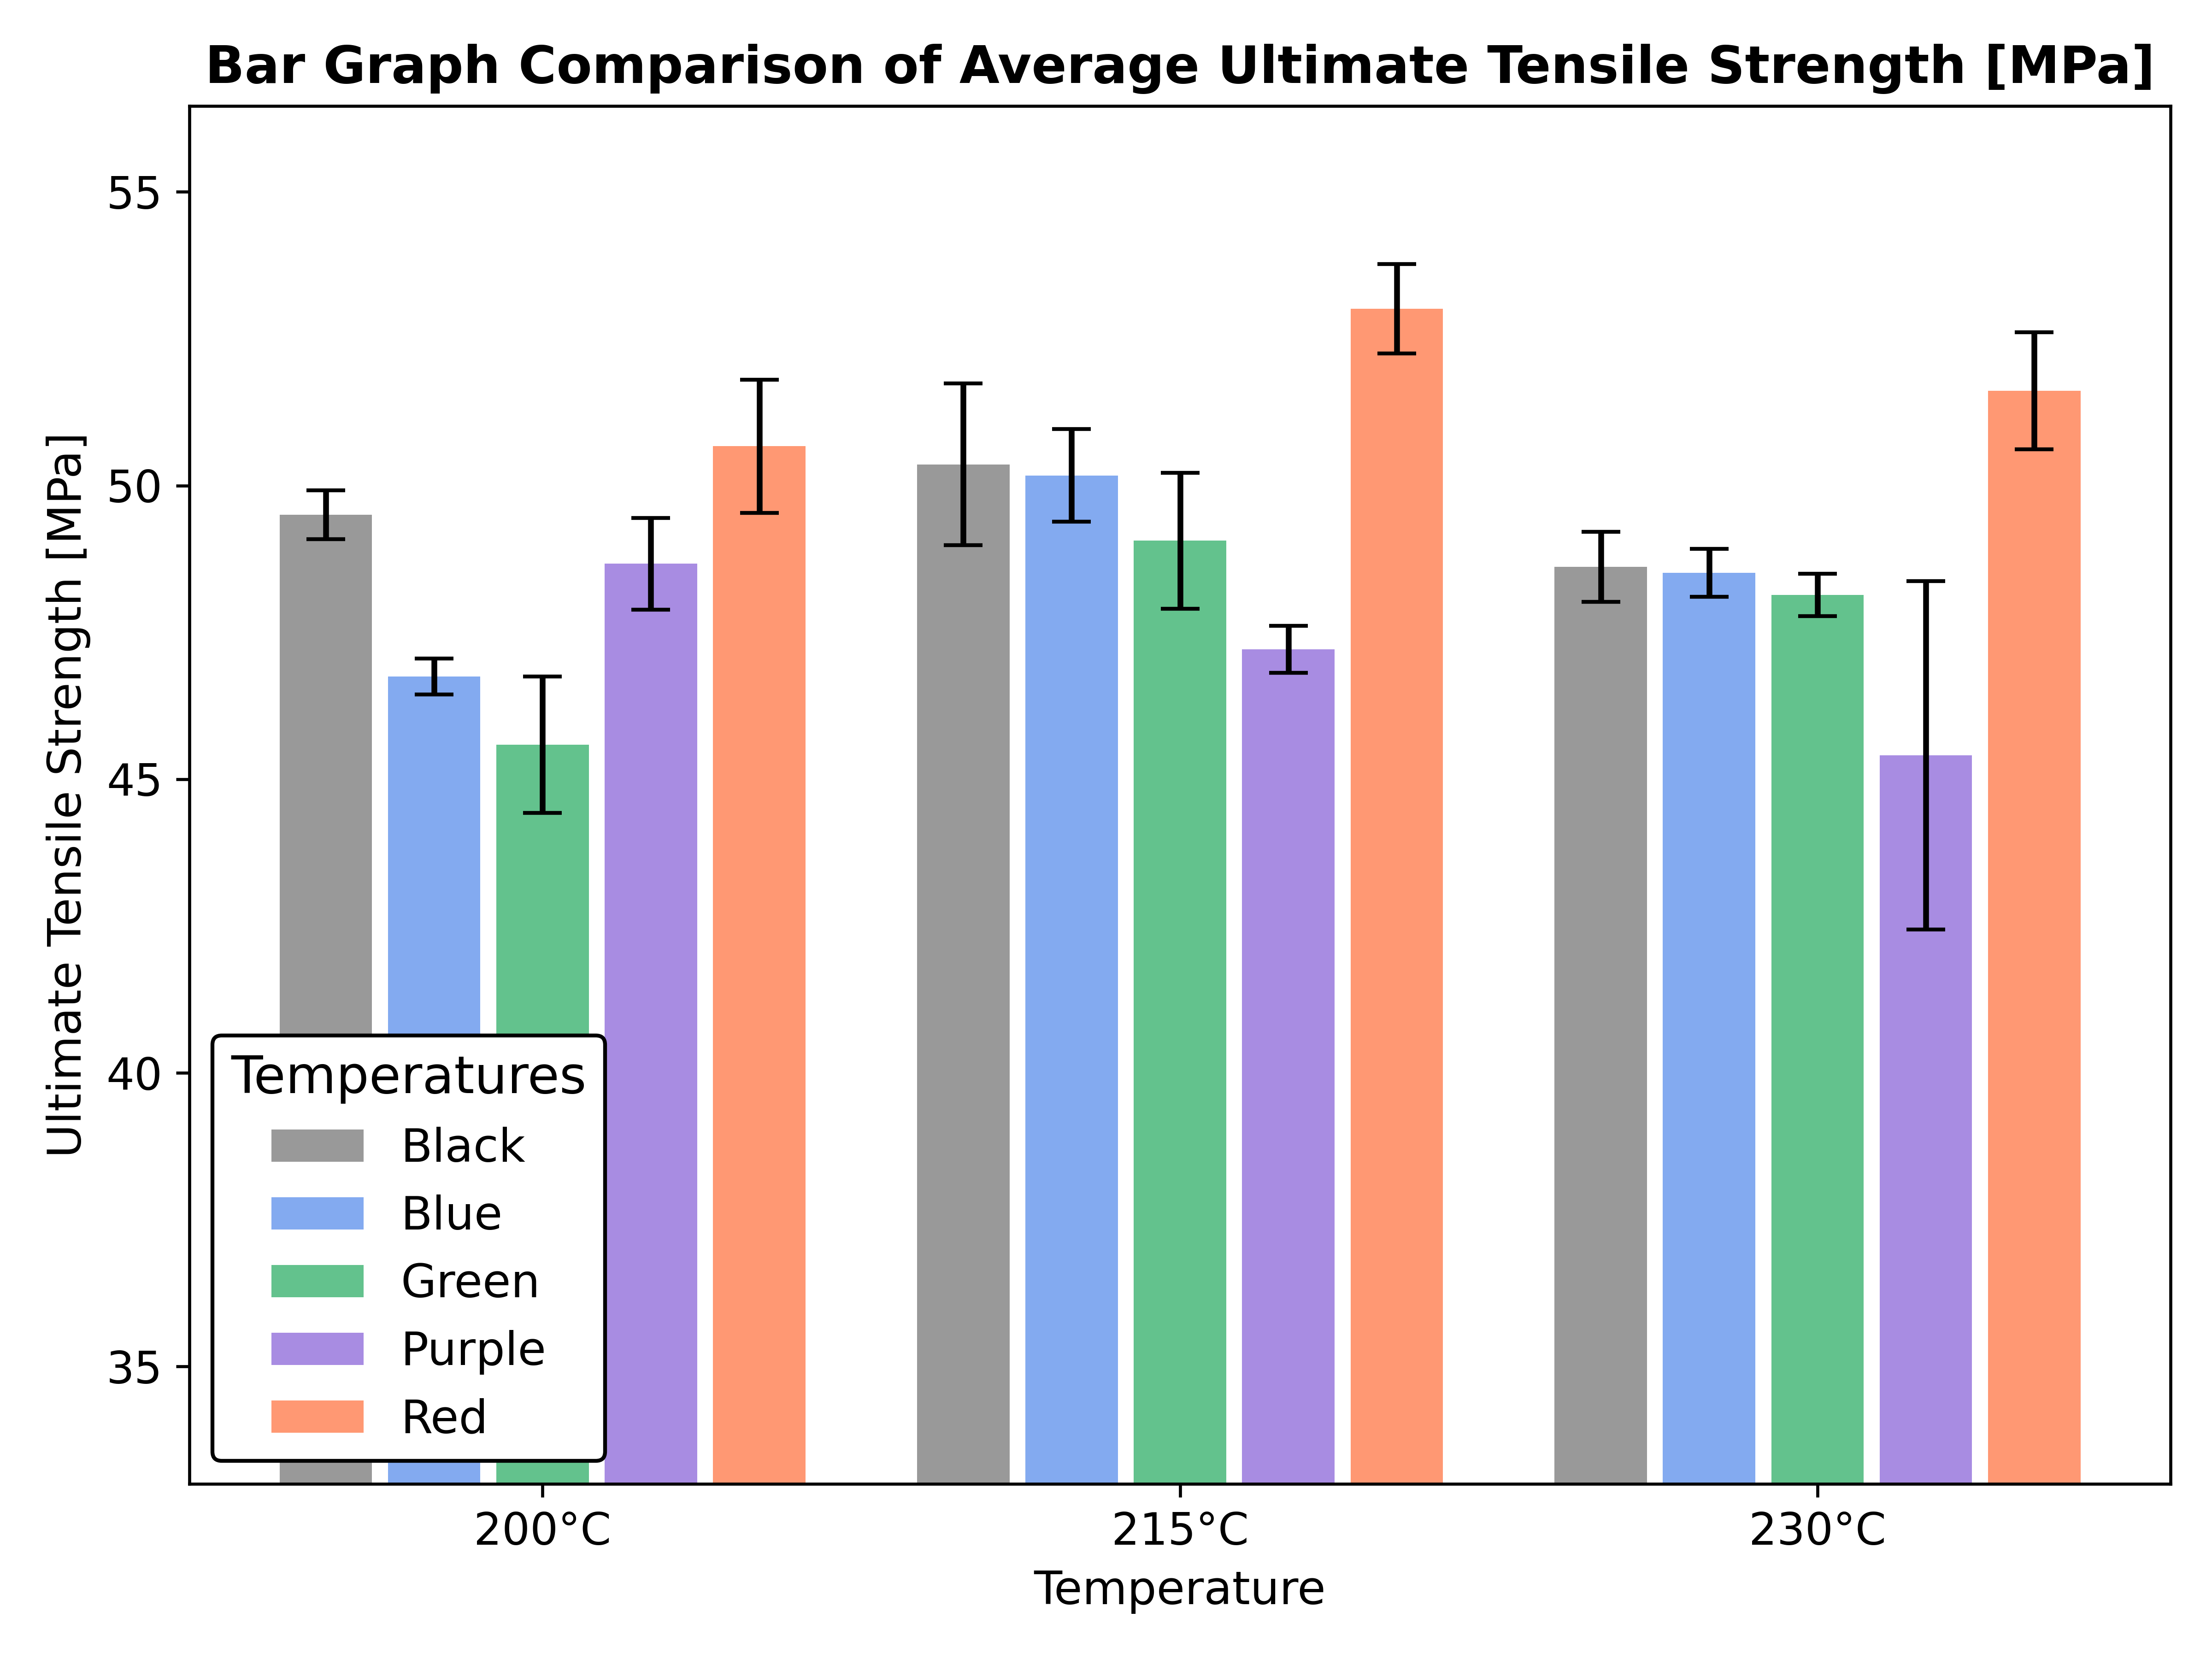 Bar Graph Comparison of Average Ultimate Tensile Strength [MPa]
Ultimate Tensile Strength [MPa]
55
50
45
40
35
Temperatures
Black
Blue
Green
Purple
Red
200°C
215°C
230°C
Temperature